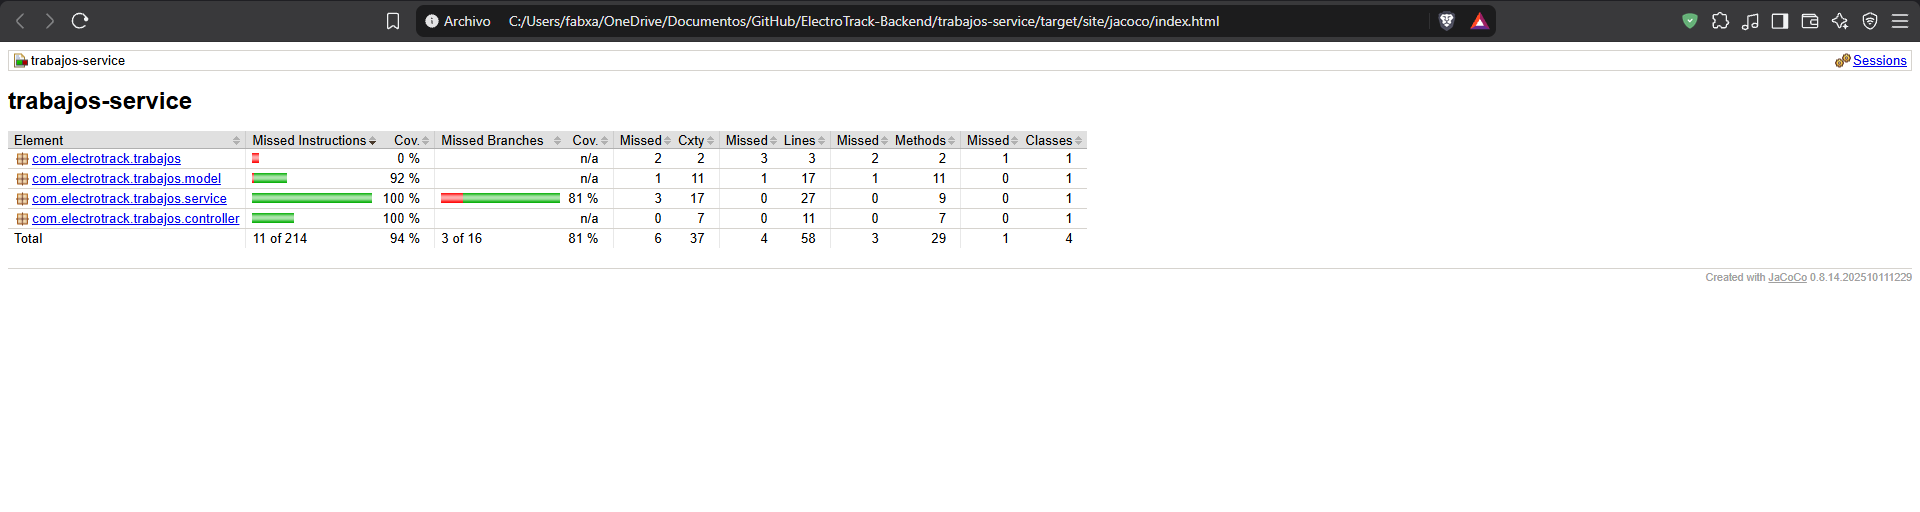 Archivo C:/Users/fabxa/OneDrive/Documentos/GitHub/ElectroTrack-Backend/trabajos-service/target/site/jacoco/index.html
trabajos-service Sessions
trabajos-service
Element Missed Instructions Cov. Missed Branches Cov. Missed Cxty Missed Lines Missed Methods Missed Classes
com.electrotrack.trabajos 0 % n/a 2 2 3 3 2 2 1 1
com.electrotrack.trabajos.model 92 % n/a 1 11 1 17 1 11 0 1
com.electrotrack.trabajos.service 100 % 81 % 3 17 0 27 0 9 0 1
com.electrotrack.trabajos.controller 100 % n/a 0 7 0 11 0 7 0 1
Total 11 of 214 94 % 3 of 16 81 % 6 37 4 58 3 29 1 4
Created with JaCoCo 0.8.14.202510111229